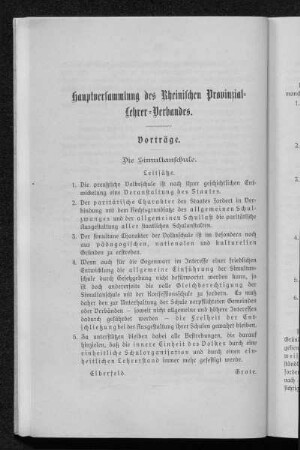 Hauptversammlung des Rheinischen Provinzial-
Lehrer-Verbandes.
Vorträge.
Die Simultanschule.
Leitsätze.
1. Die preußische Volksschule ist nach ihrer geschichtlichen Ent-
wickelung eine Veranstaltung des Staates.
2. Der paritätische Charakter des Staates fordert in Ver-
bindung mit dem Rechtsgrundsatze der allgemeinen Schul-
zwanges und der allgemeinen Schullast die paritätische
Ausgestaltung aller staatlichen Schulanstalten.
3. Der simultane Charakter der Volksschule ist im besondern noch
aus pädagogischen, nationalen und kulturellen
Gründen zu erstreben.
4. Wenn auch für die Gegenwart im Interesse einer friedlichen
Entwicklung die allgemeine Einführung der Simultan-
schule durch Gesetzgebung nicht befürwortet werden kann, so
ist doch andererseits die volle Gleichberechtigung der
Simultanschule mit der Konfessionsschule zu fordern. Es muß
daher den zur Unterhaltung der Schule verpflichteten Gemeinden
oder Verbänden — soweit nicht allgemeine und höhere Interessen
dadurch gefährdet werden — die Freiheit der Ent-
schließung bei der Ausgestaltung ihrer Schulen gewahrt bleiben.
5. Zu unterstützen bleiben daher alle Bestrebungen, die darauf
hinzielen, daß die innere Einheit des Volkes durch eine
einheitliche Schulorganisation und durch einen ein-
heitlichen Lehrerstand immer mehr gefestigt werde.
Elberfeld.